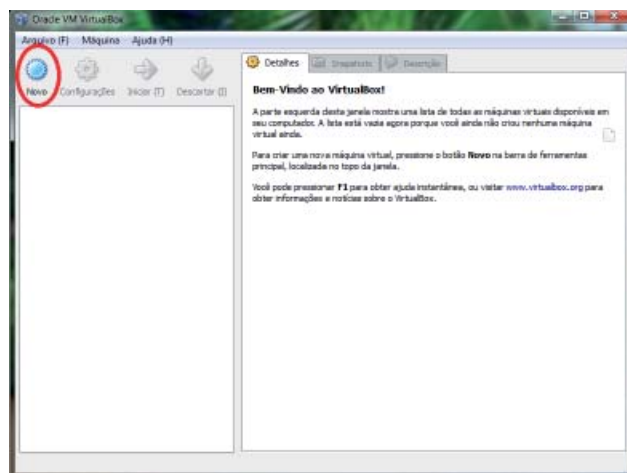 Oracle VM VirtualBox
Arquivo (F) Máquina Ajuda (H)
Novo Configurações Iniciar (T) Descartar (I)
Detalhes Snapshots Descrição
Bem-Vindo ao VirtualBox!
A parte esquerda desta janela mostra uma lista de todas as máquinas virtuais disponíveis em
seu computador. A lista está vazia agora porque você ainda não criou nenhuma máquina
virtual ainda.
Para criar uma nova máquina virtual, pressione o botão Novo na barra de ferramentas
principal, localizada no topo da janela.
Você pode pressionar F1 para obter ajuda instantânea, ou visitar www.virtualbox.org para
obter informações e notícias sobre o VirtualBox.